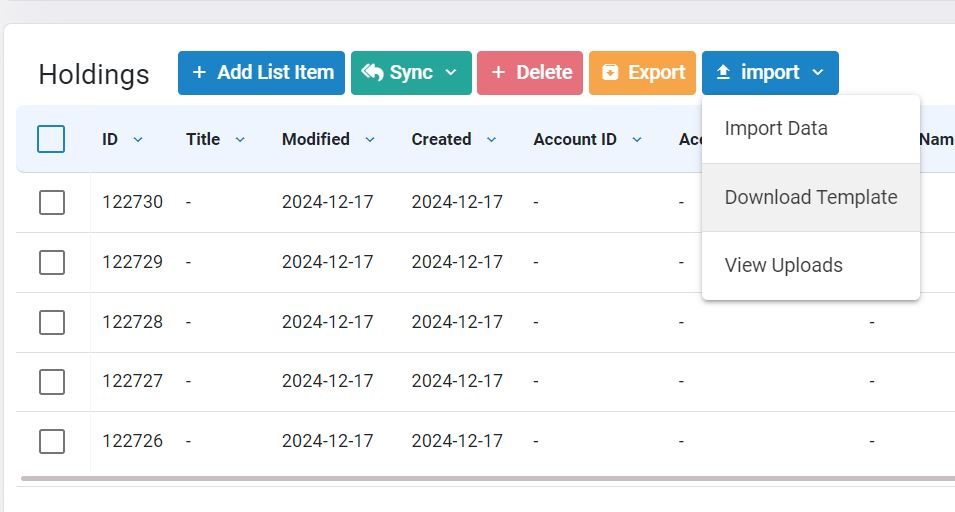 Holdings + Add List Item Sync + Delete Export import
ID Title Modified Created Account ID
Import Data
122730 - 2024-12-17 2024-12-17 - -
Download Template
122729 - 2024-12-17 2024-12-17 - -
View Uploads
122728 - 2024-12-17 2024-12-17 - - -
122727 - 2024-12-17 2024-12-17 - - -
122726 - 2024-12-17 2024-12-17 - - -